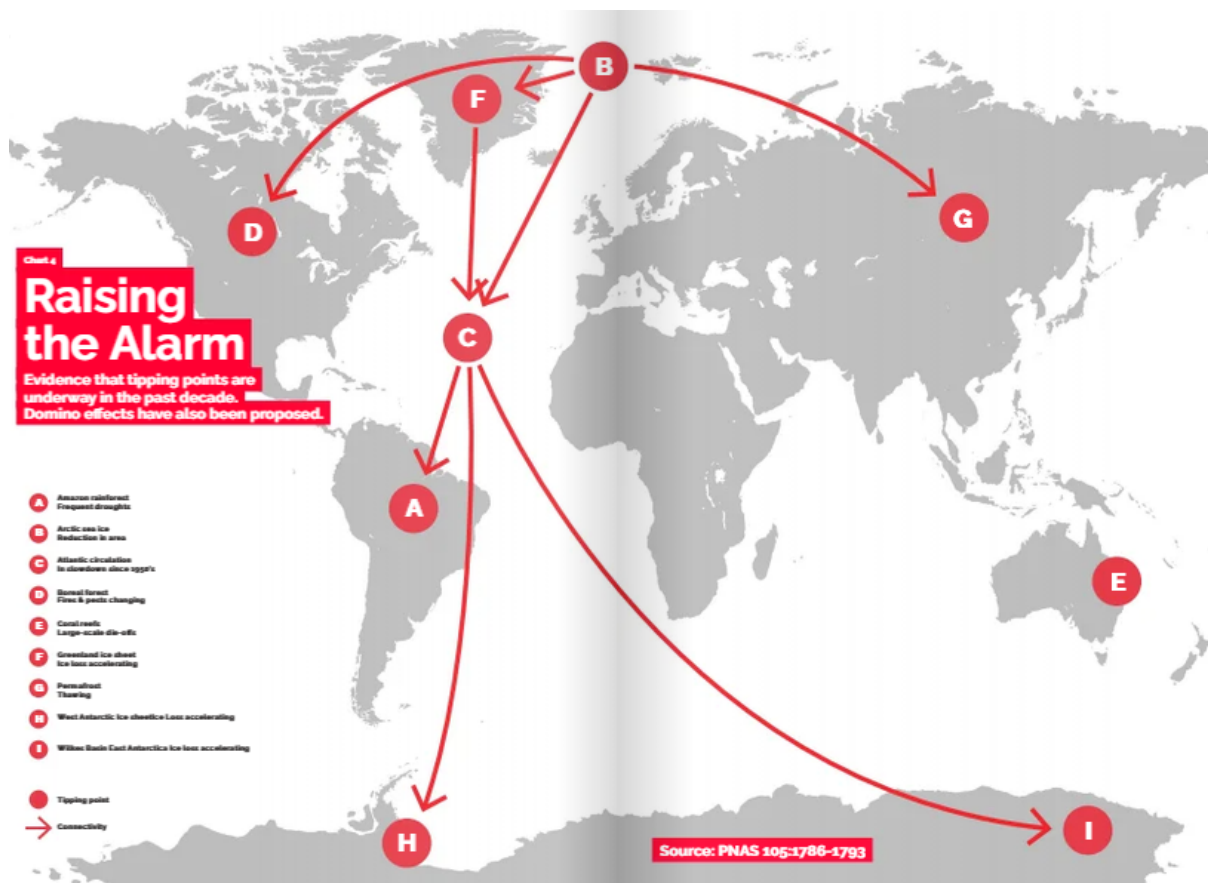 B
F
D
G
Chart 4
Raising
the Alarm
Evidence that tipping points are
underway in the past decade.
Domino effects have also been proposed.
C
A
E
A Amazon rainforest
Frequent droughts
B Arctic sea ice
Reduction in area
C Atlantic circulation
In slowdown since 1950's
D Boreal forest
Fires & pests changing
E Coral reefs
Large-scale die-offs
F Greenland ice sheet
Ice loss accelerating
G Permafrost
Thawing
H West Antarctic Ice sheetIce Loss accelerating
I Wilkes Basin East Antarctica Ice loss accelerating
Tipping point
Connectivity
H
I
Source: PNAS 105:1786-1793